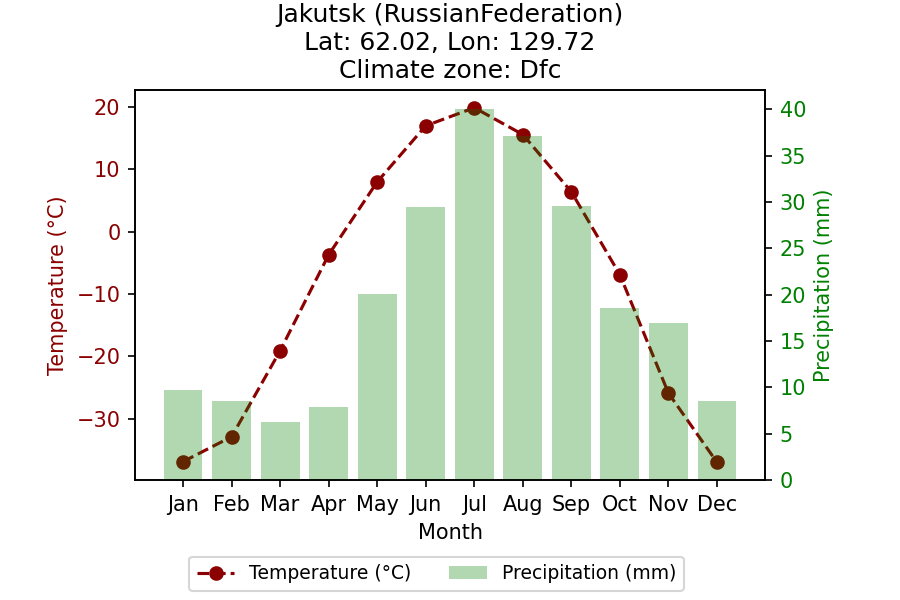 Jakutsk (RussianFederation)
Lat: 62.02, Lon: 129.72
Climate zone: Dfc
Temperature (°C)
20
10
0
−10
−20
−30
40
35
30
25
20
15
10
5
0
Precipitation (mm)
Jan Feb Mar Apr May Jun Jul Aug Sep Oct Nov Dec
Month
Temperature (°C) Precipitation (mm)